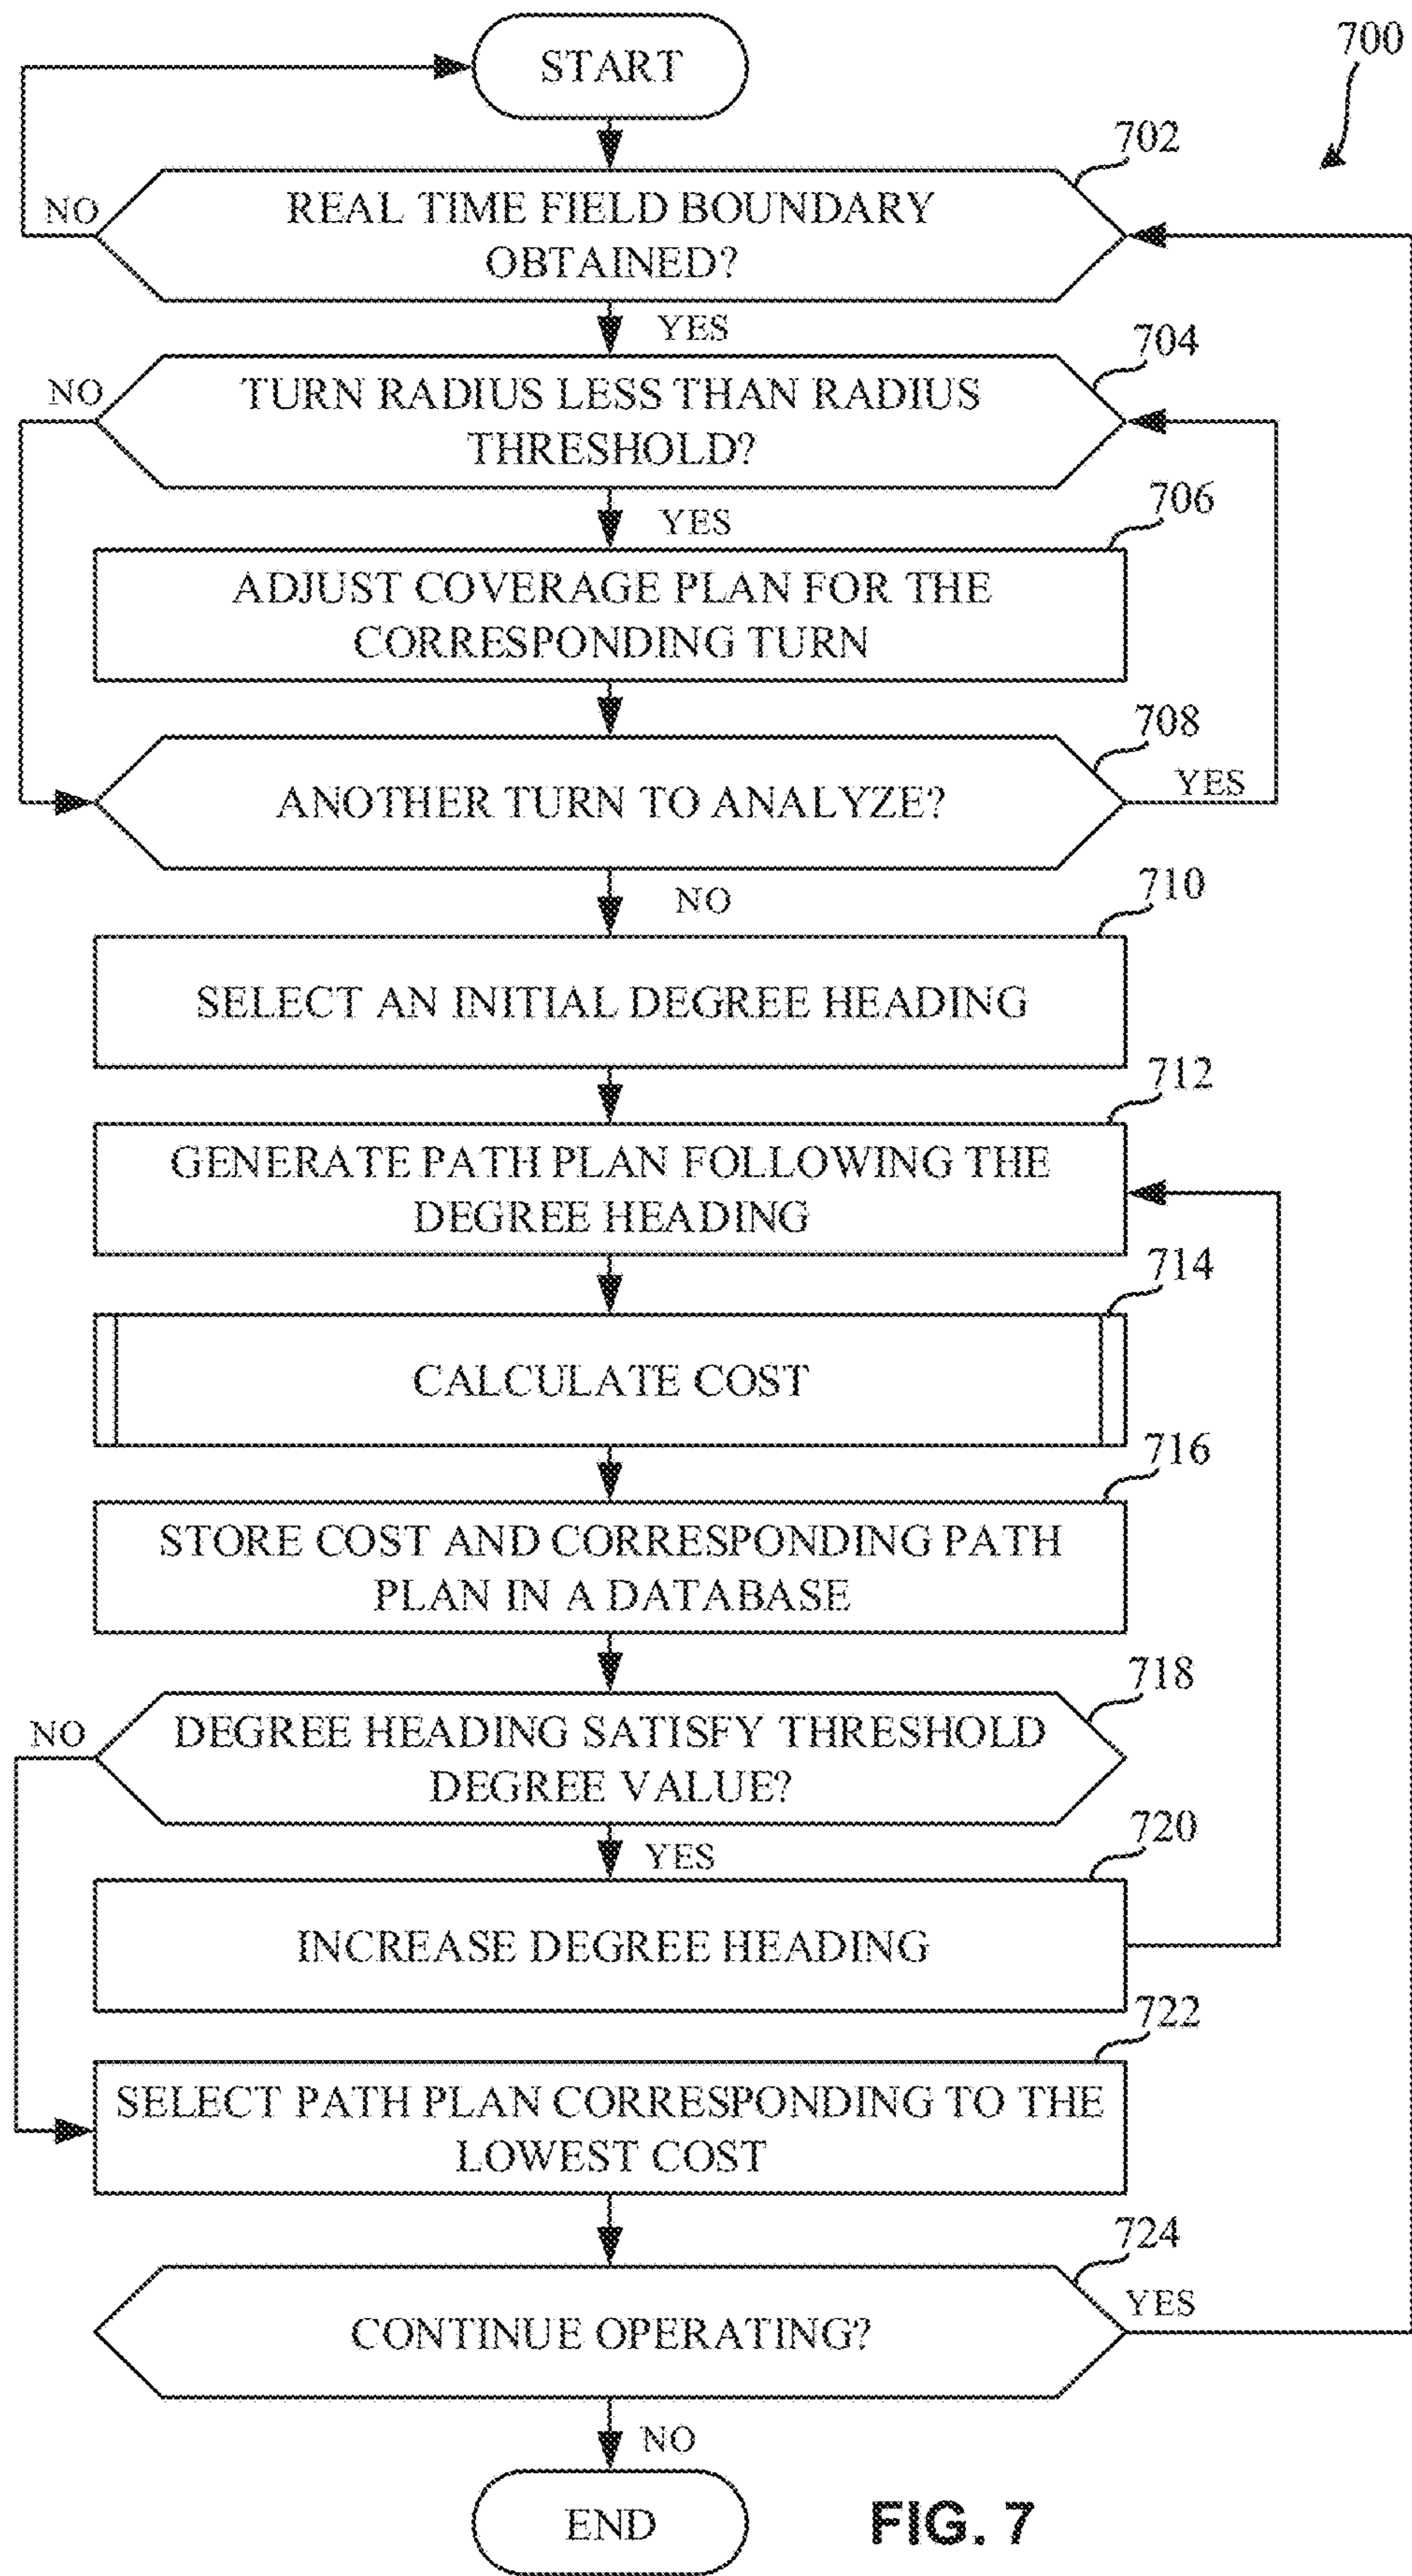 START
700
702
REAL TIME FIELD BOUNDARY
OBTAINED?
NO
YES
704
TURN RADIUS LESS THAN RADIUS
THRESHOLD?
NO
YES
706
ADJUST COVERAGE PLAN FOR THE
CORRESPONDING TURN
708
ANOTHER TURN TO ANALYZE?
YES
NO
710
SELECT AN INITIAL DEGREE HEADING
712
GENERATE PATH PLAN FOLLOWING THE
DEGREE HEADING
714
CALCULATE COST
716
STORE COST AND CORRESPONDING PATH
PLAN IN A DATABASE
718
DEGREE HEADING SATISFY THRESHOLD
DEGREE VALUE?
NO
YES
720
INCREASE DEGREE HEADING
722
SELECT PATH PLAN CORRESPONDING TO THE
LOWEST COST
724
CONTINUE OPERATING?
YES
NO
END
FIG. 7